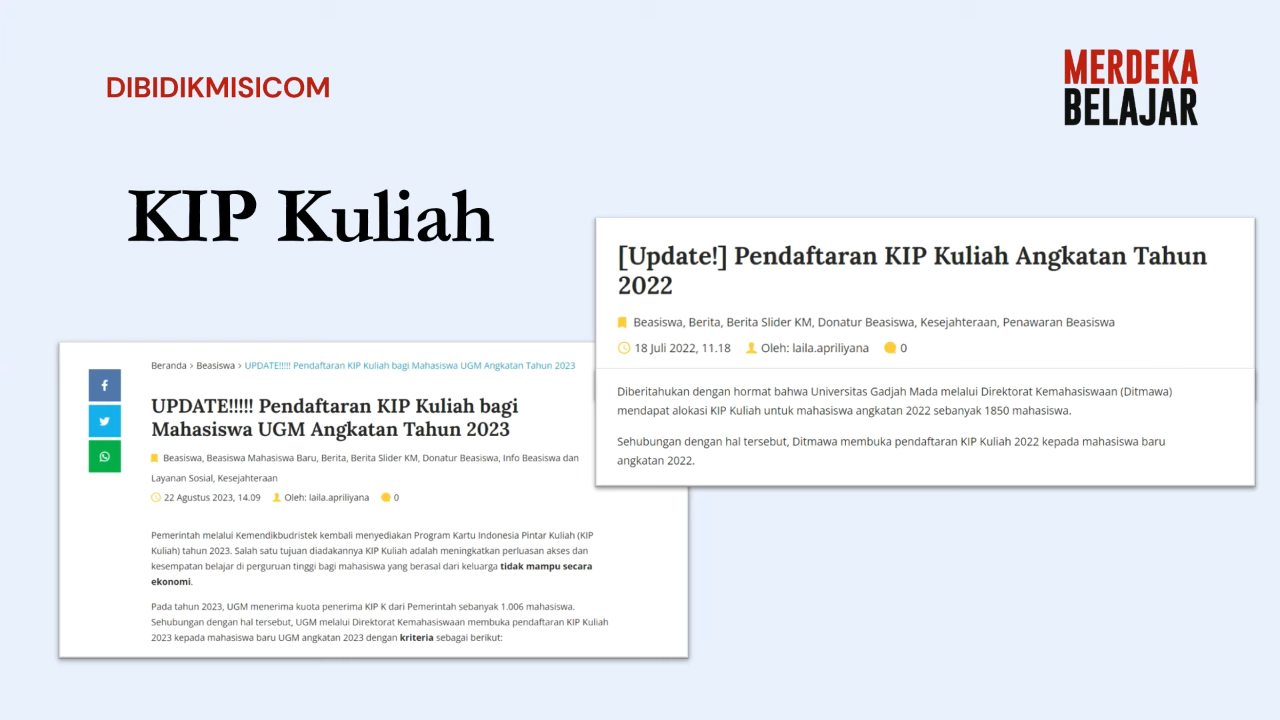 DIBIDIKMISICOM
MERDEKA
BELAJAR
KIP Kuliah
[Update!] Pendaftaran KIP Kuliah Angkatan Tahun
2022
Beasiswa, Berita, Berita Slider KM, Donatur Beasiswa, Kesejahteraan, Penawaran Beasiswa
18 Juli 2022, 11.18 Oleh: laila.apriliyana 0
Diberitahukan dengan hormat bahwa Universitas Gadjah Mada melalui Direktorat Kemahasiswaan (Ditmawa)
mendapat alokasi KIP Kuliah untuk mahasiswa angkatan 2022 sebanyak 1850 mahasiswa.
Sehubungan dengan hal tersebut, Ditmawa membuka pendaftaran KIP Kuliah 2022 kepada mahasiswa baru
angkatan 2022.
Beranda › Beasiswa › UPDATE!!!!! Pendaftaran KIP Kuliah bagi Mahasiswa UGM Angkatan Tahun 2023
UPDATE!!!!! Pendaftaran KIP Kuliah bagi
Mahasiswa UGM Angkatan Tahun 2023
Beasiswa, Beasiswa Mahasiswa Baru, Berita, Berita Slider KM, Donatur Beasiswa, Info Beasiswa dan
Layanan Sosial, Kesejahteraan
22 Agustus 2023, 14.09 Oleh: laila.apriliyana 0
Pemerintah melalui Kemendikbudristek kembali menyediakan Program Kartu Indonesia Pintar Kuliah (KIP
Kuliah) tahun 2023. Salah satu tujuan diadakannya KIP Kuliah adalah meningkatkan perluasan akses dan
kesempatan belajar di perguruan tinggi bagi mahasiswa yang berasal dari keluarga tidak mampu secara
ekonomi.
Pada tahun 2023, UGM menerima kuota penerima KIP K dari Pemerintah sebanyak 1.006 mahasiswa.
Sehubungan dengan hal tersebut, UGM melalui Direktorat Kemahasiswaan membuka pendaftaran KIP Kuliah
2023 kepada mahasiswa baru UGM angkatan 2023 dengan kriteria sebagai berikut: